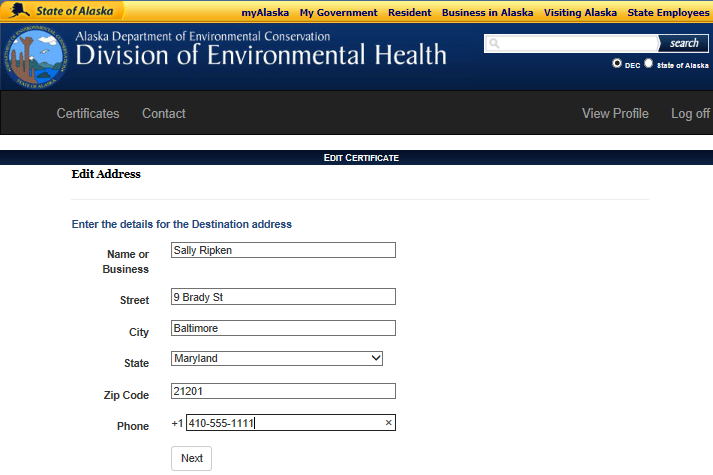 State of Alaska
myAlaska My Government Resident Business in Alaska Visiting Alaska State Employees
Alaska Department of Environmental Conservation
Division of Environmental Health
search
DEC State of Alaska
Certificates Contact View Profile Log off
EDIT CERTIFICATE
Edit Address
Enter the details for the Destination address
Name or
Business
Sally Ripken
Street 9 Brady St
City Baltimore
State Maryland
Zip Code 21201
Phone +1 410-555-1111 ×
Next